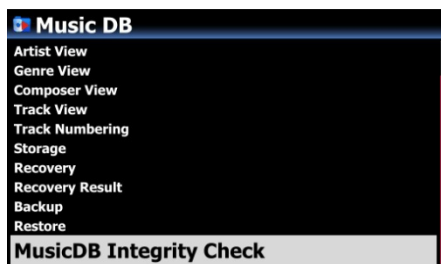 Music DB
Artist View
Genre View
Composer View
Track View
Track Numbering
Storage
Recovery
Recovery Result
Backup
Restore
MusicDB Integrity Check